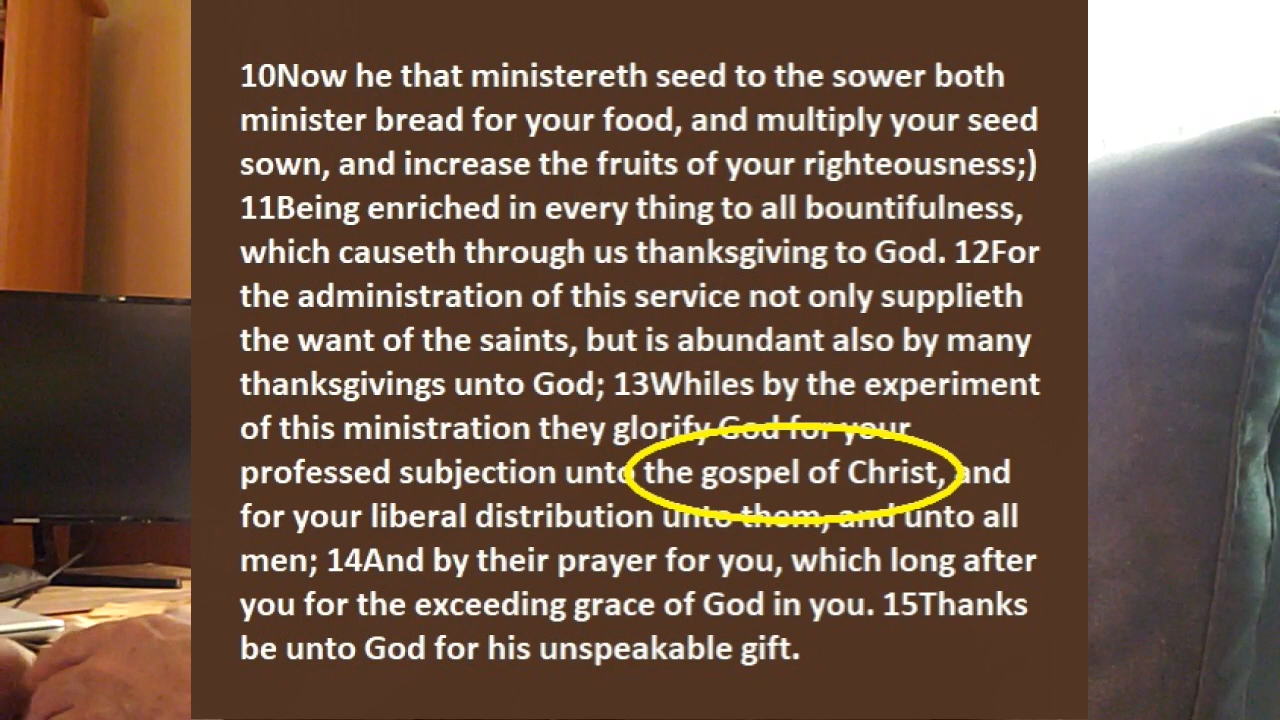 10Now he that ministereth seed to the sower both
minister bread for your food, and multiply your seed
sown, and increase the fruits of your righteousness;)
11Being enriched in every thing to all bountifulness,
which causeth through us thanksgiving to God. 12For
the administration of this service not only supplieth
the want of the saints, but is abundant also by many
thanksgivings unto God; 13Whiles by the experiment
of this ministration they glorify God for your
professed subjection unto the gospel of Christ, and
for your liberal distribution unto them, and unto all
men; 14And by their prayer for you, which long after
you for the exceeding grace of God in you. 15Thanks
be unto God for his unspeakable gift.